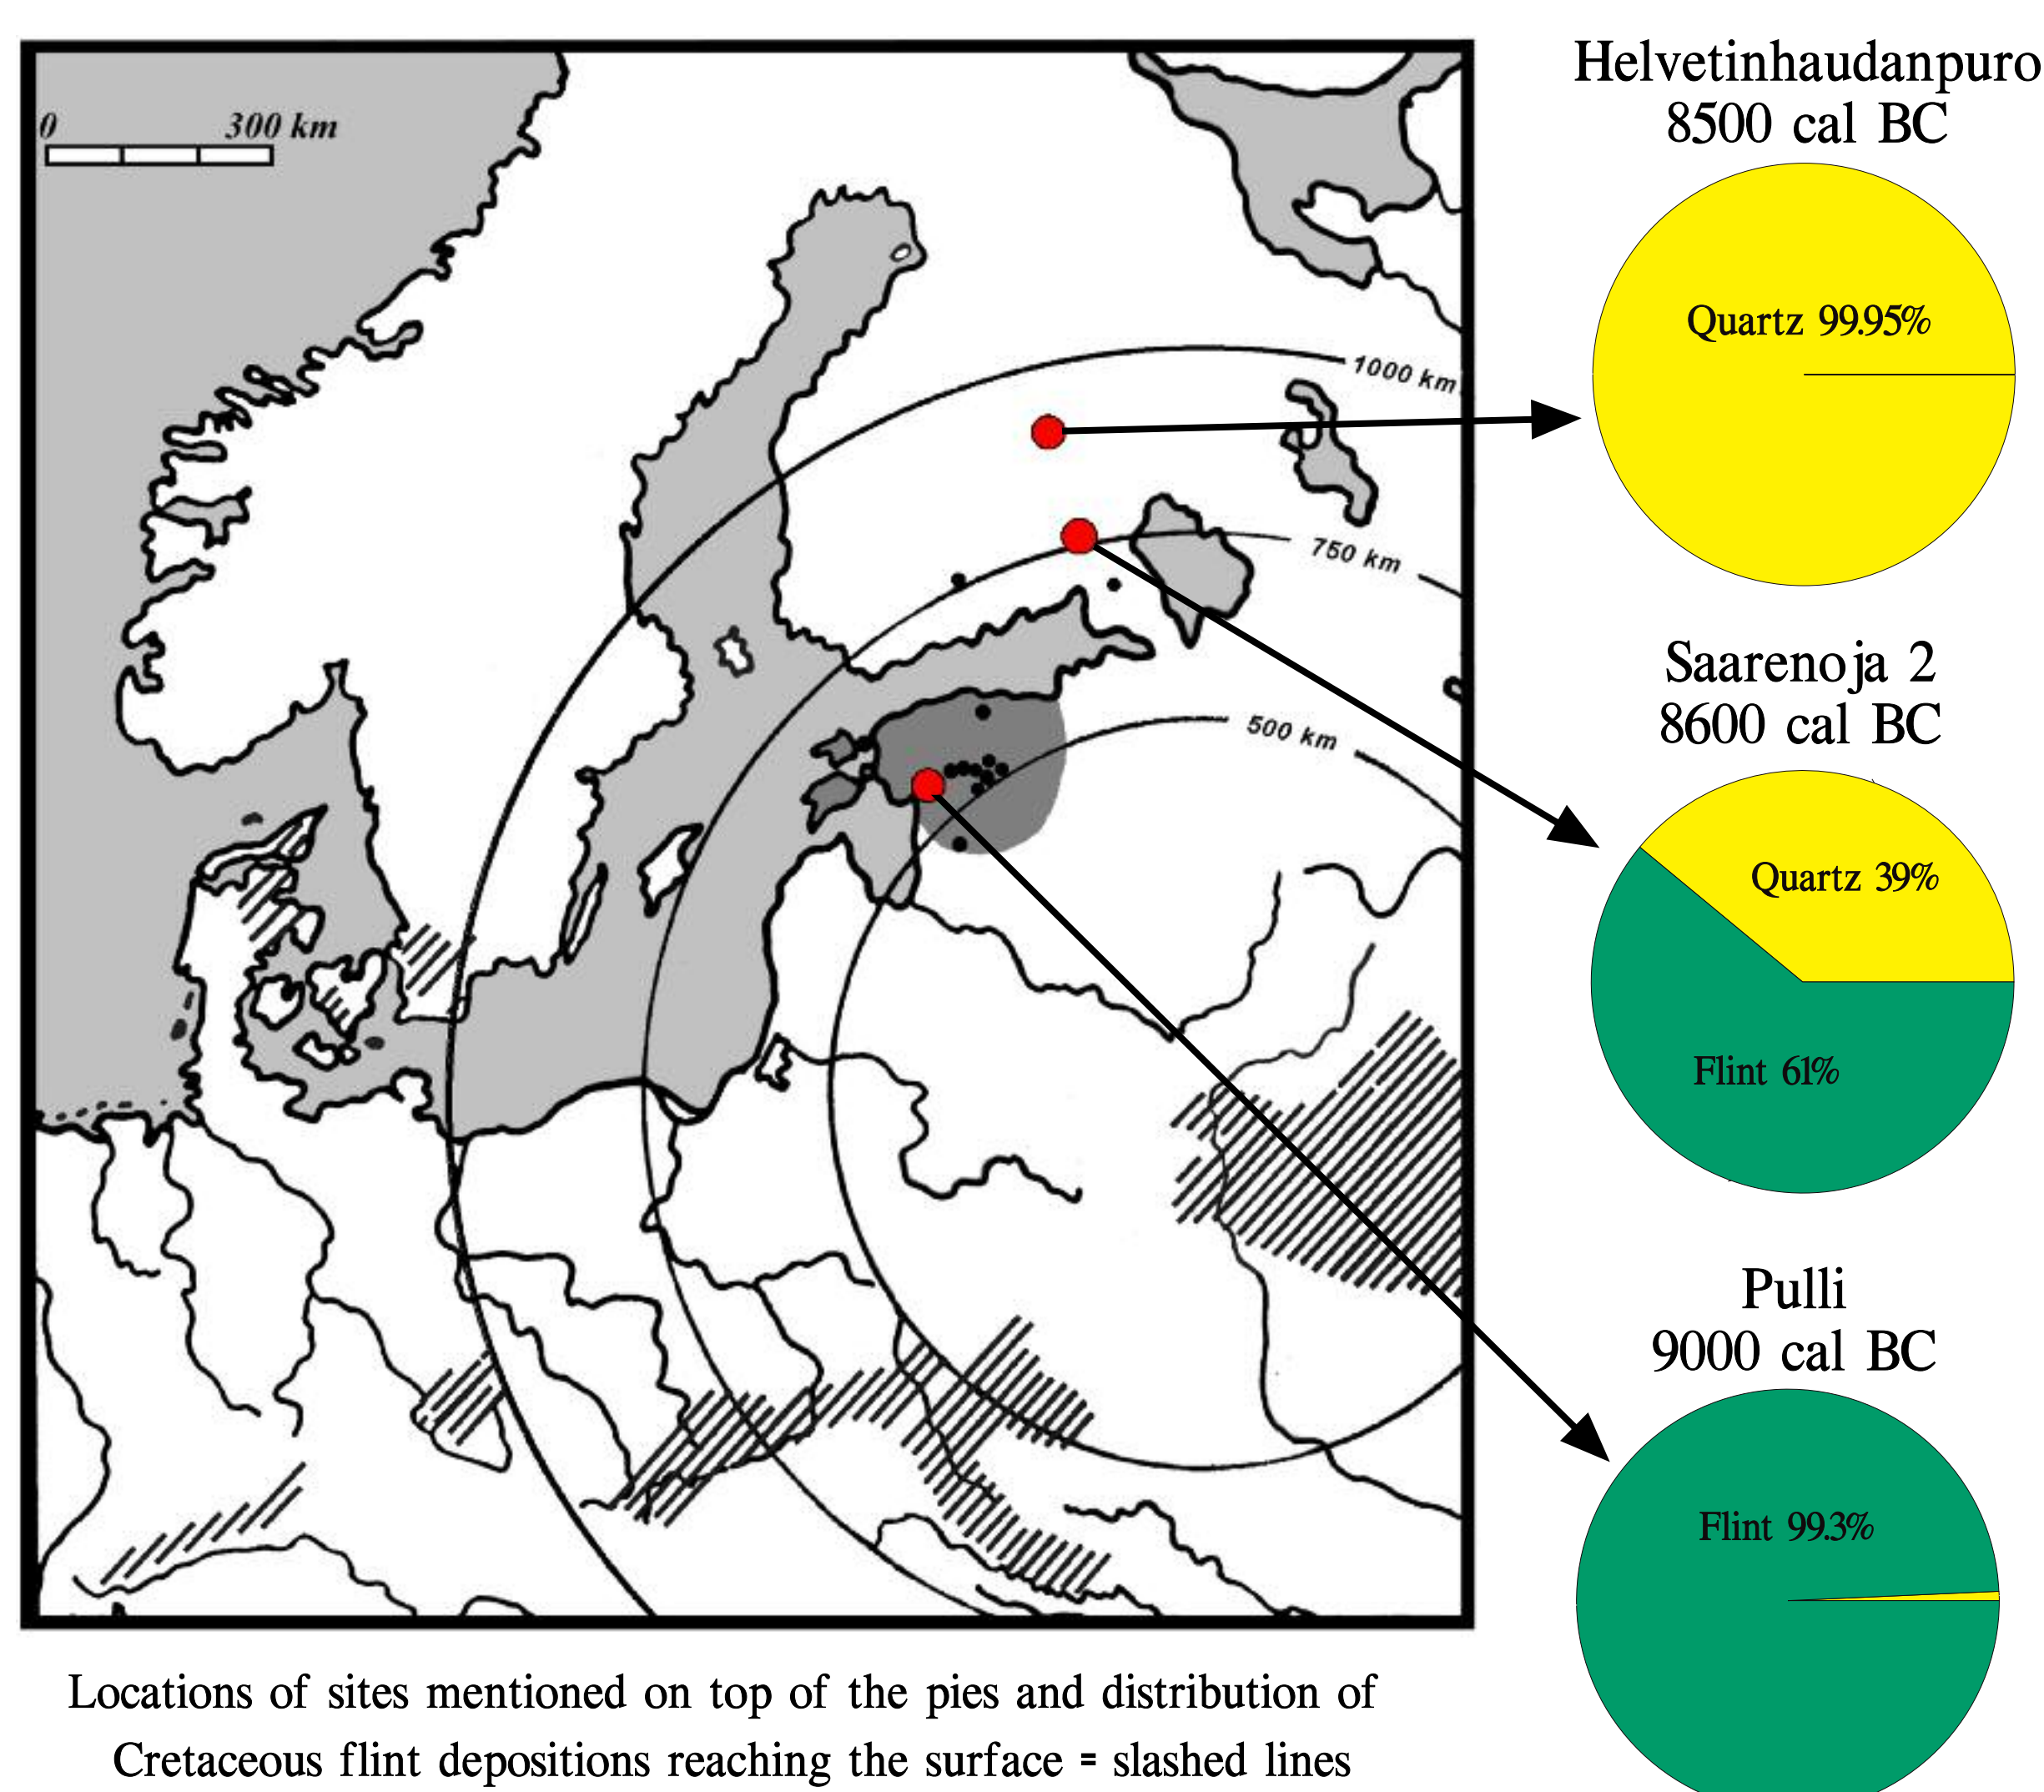 0 300 km
1000 km
750 km
500 km
Helvetinhaudanpuro
8500 cal BC
Quartz 99.95%
Saarenoja 2
8600 cal BC
Quartz 39%
Flint 61%
Pulli
9000 cal BC
Flint 99.3%
Locations of sites mentioned on top of the pies and distribution of
Cretaceous flint depositions reaching the surface = slashed lines